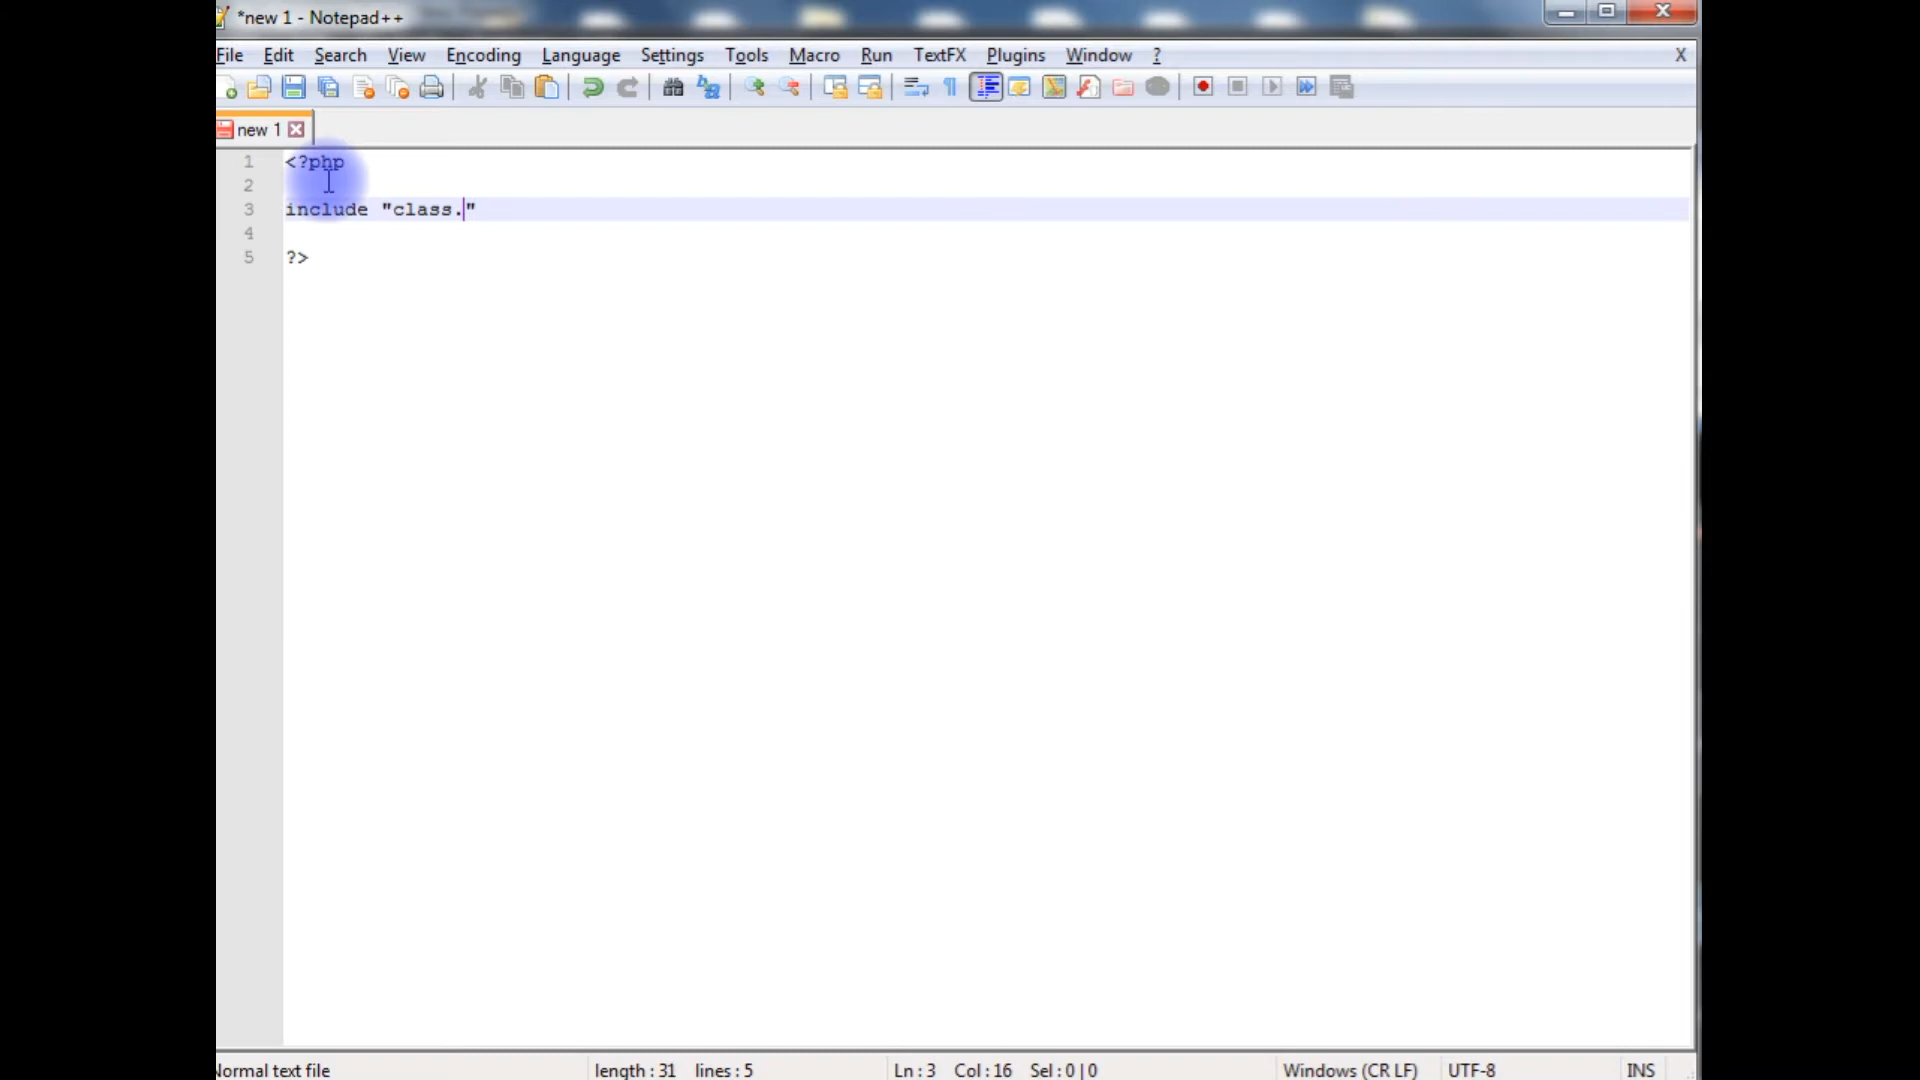 *new 1 - Notepad++
File Edit Search View Encoding Language Settings Tools Macro Run TextFX Plugins Window ? X
new 1
1 <?php
2
3 include "class."
4
5 ?>
Normal text file length : 31 lines : 5 Ln : 3 Col : 16 Sel : 0 | 0 Windows (CR LF) UTF-8 INS